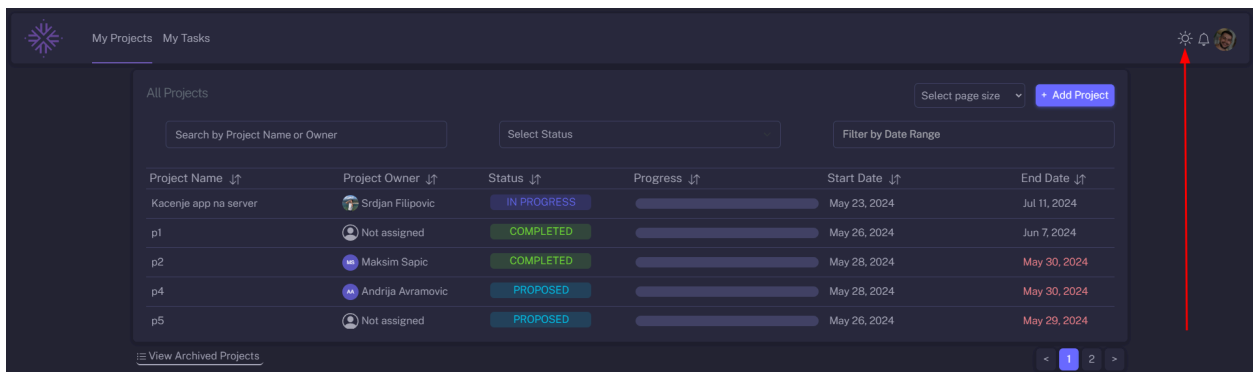 My Projects My Tasks
All Projects
Select page size + Add Project
Search by Project Name or Owner Select Status Filter by Date Range
Project Name Project Owner Status Progress Start Date End Date
Kacenje app na server Srdjan Filipovic IN PROGRESS May 23, 2024 Jul 11, 2024
p1 Not assigned COMPLETED May 26, 2024 Jun 7, 2024
p2 MS Maksim Sapic COMPLETED May 28, 2024 May 30, 2024
p4 AA Andrija Avramovic PROPOSED May 28, 2024 May 30, 2024
p5 Not assigned PROPOSED May 26, 2024 May 29, 2024
View Archived Projects < 1 2 >